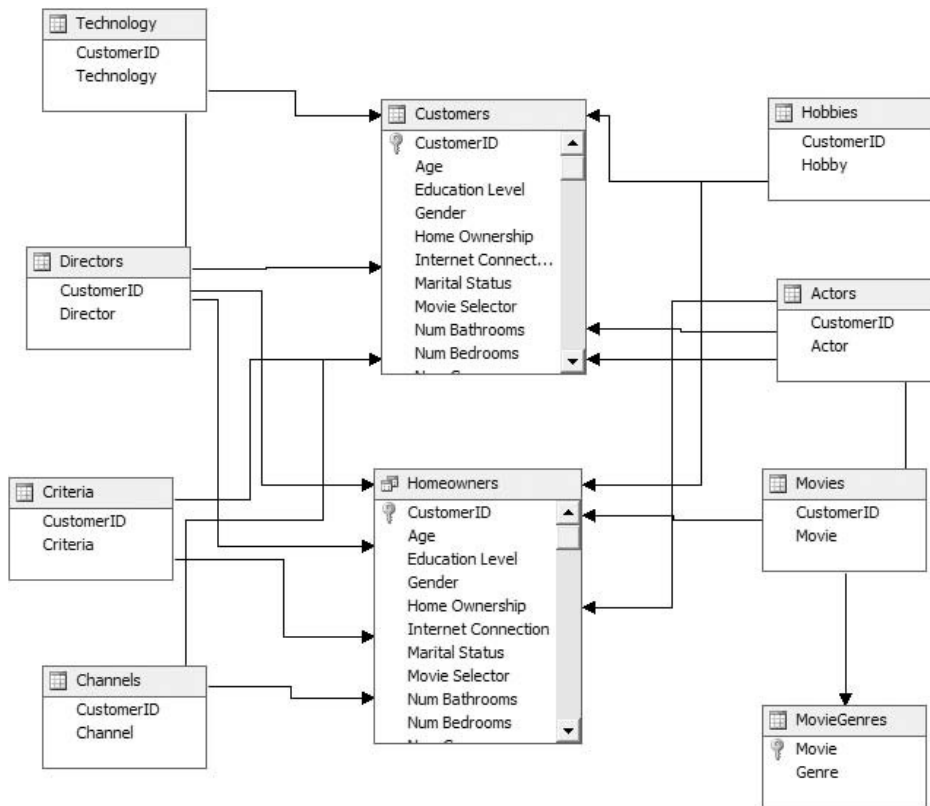 Technology
CustomerID
Technology
Customers
CustomerID
Age
Education Level
Gender
Home Ownership
Internet Connect...
Marital Status
Movie Selector
Num Bathrooms
Num Bedrooms
Hobbies
CustomerID
Hobby
Directors
CustomerID
Director
Actors
CustomerID
Actor
Criteria
CustomerID
Criteria
Homeowners
CustomerID
Age
Education Level
Gender
Home Ownership
Internet Connection
Marital Status
Movie Selector
Num Bathrooms
Num Bedrooms
Movies
CustomerID
Movie
Channels
CustomerID
Channel
MovieGenres
Movie
Genre